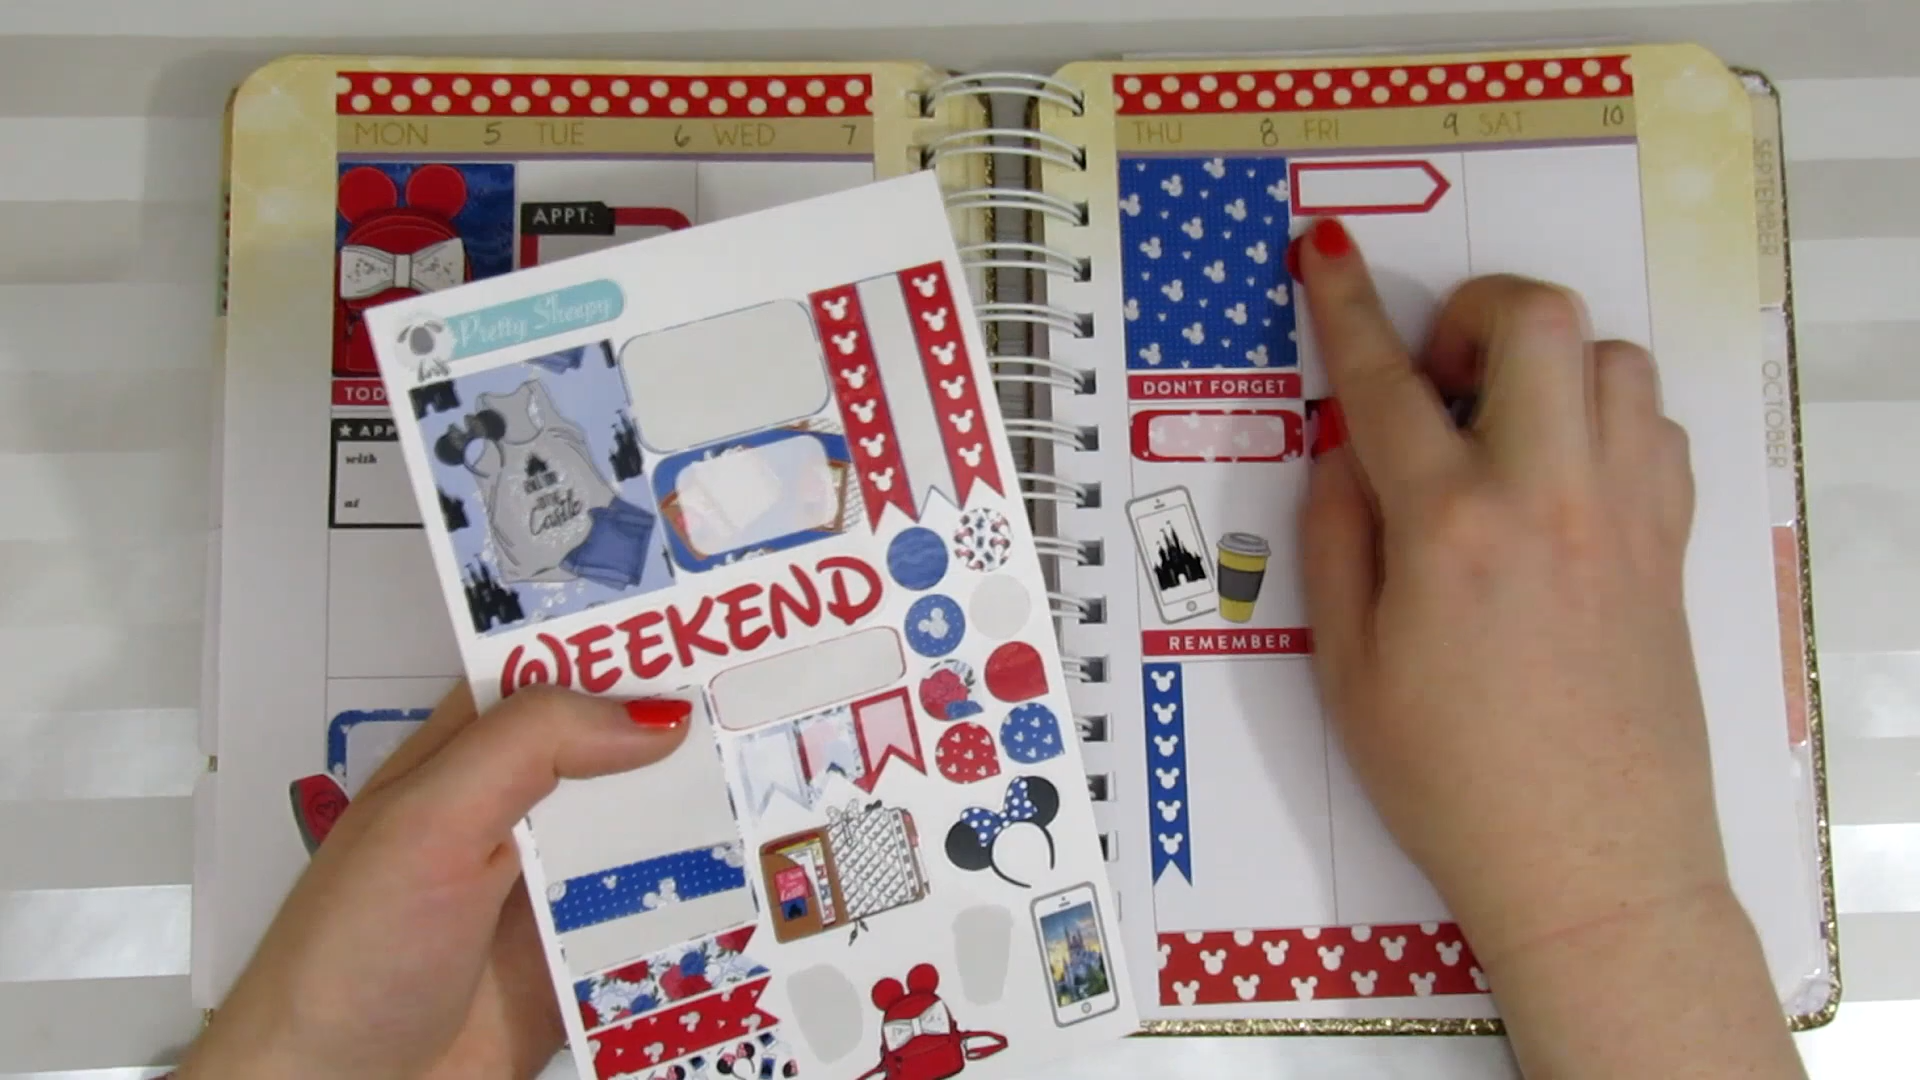 MON 5 TUE 6 WED 7
THU 8 FRI 9 SAT 10
APPT:
Pretty Sheepy
TOD
DON'T FORGET
★ APP
with
at
Castle
WEEKEND
REMEMBER
SEPTEMBER
OCTOBER